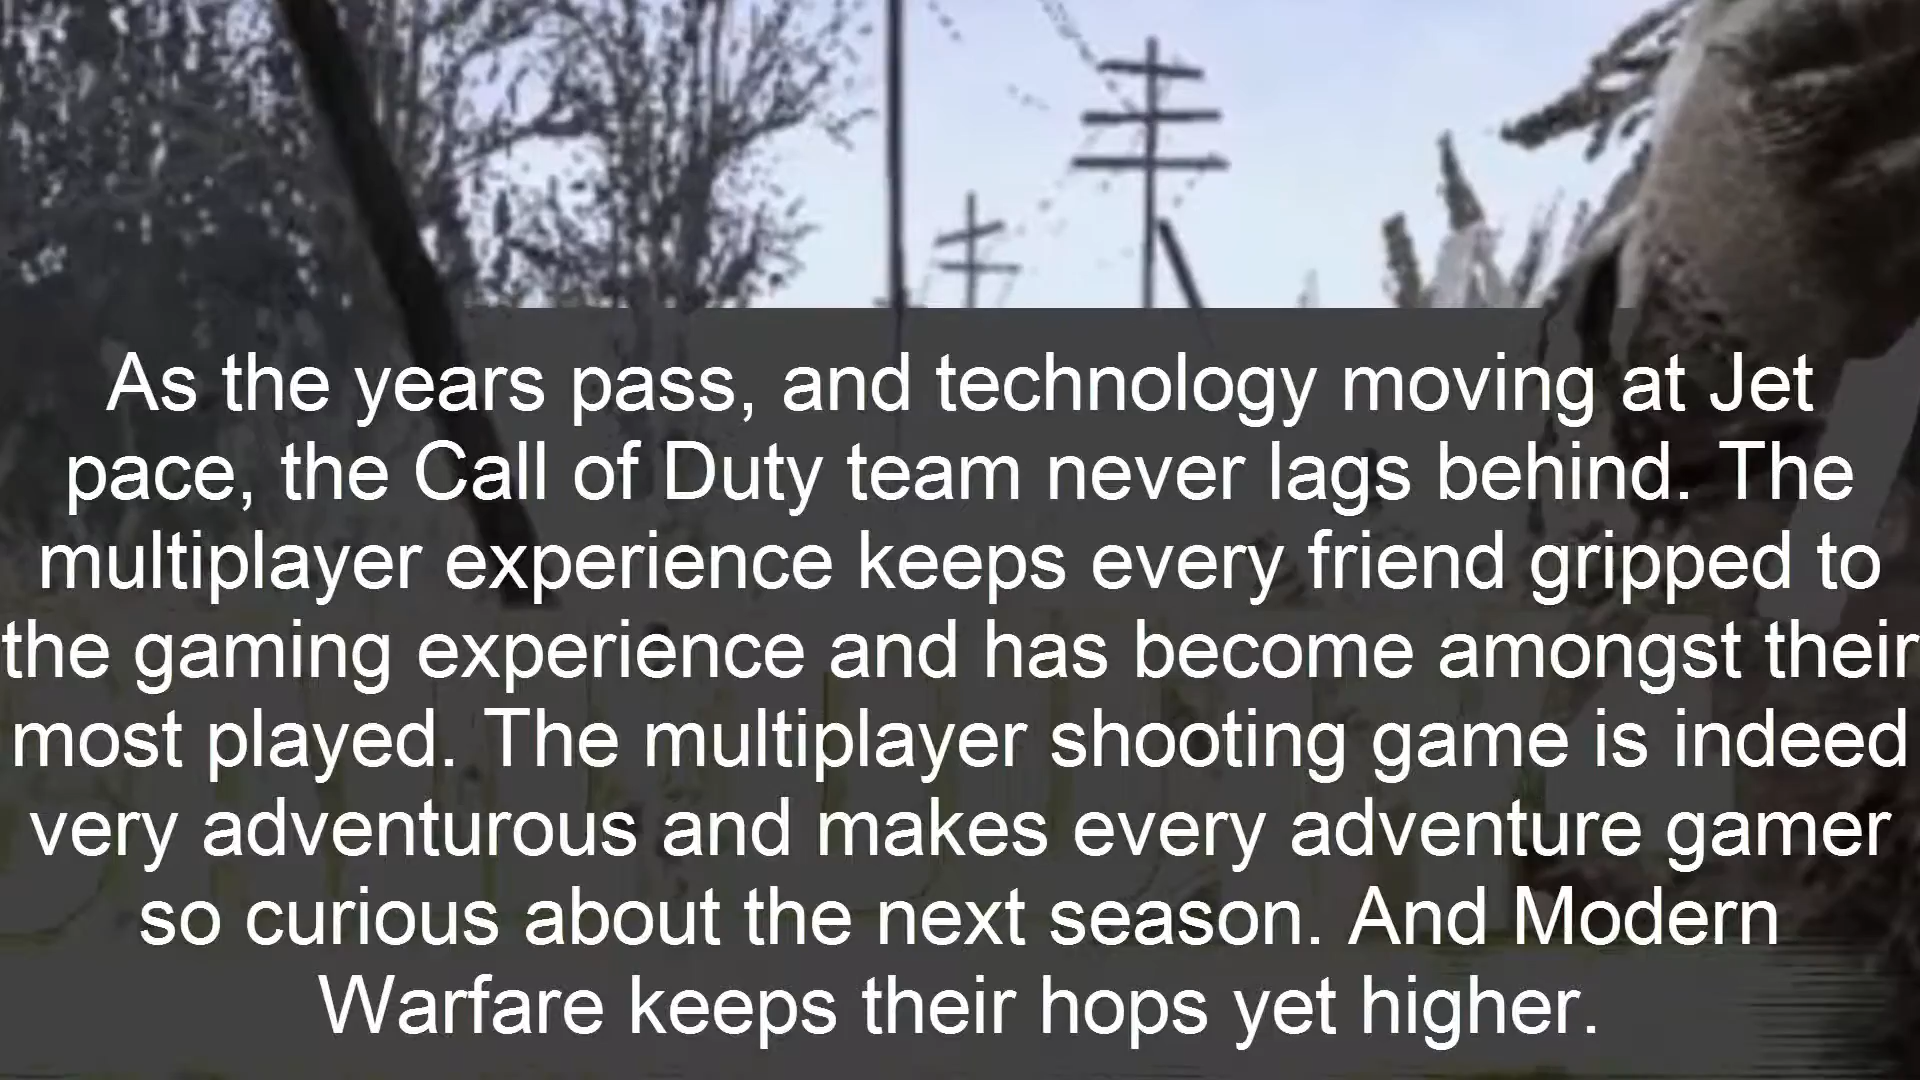 As the years pass, and technology moving at Jet
pace, the Call of Duty team never lags behind. The
multiplayer experience keeps every friend gripped to
the gaming experience and has become amongst their
most played. The multiplayer shooting game is indeed
very adventurous and makes every adventure gamer
so curious about the next season. And Modern
Warfare keeps their hops yet higher.